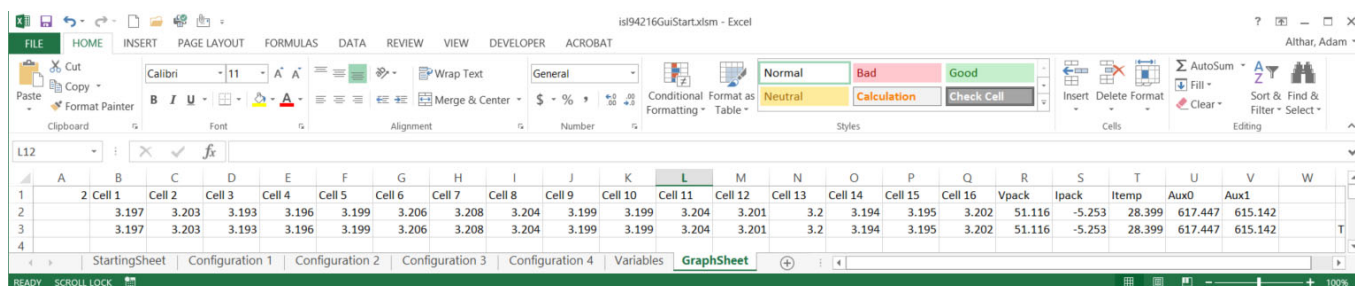 isl94216GuiStart.xlsm - Excel
FILE HOME INSERT PAGE LAYOUT FORMULAS DATA REVIEW VIEW DEVELOPER ACROBAT Althar, Adam
Paste
Cut
Copy
Format Painter
Clipboard
Calibri 11 A A
B I U A
Font
Wrap Text
Merge & Center
Alignment
General
$ % , .00 .0
Number
Conditional Formatting
Format as Table
Normal Bad Good
Neutral Calculation Check Cell
Styles
Insert Delete Format
Cells
AutoSum
Fill
Clear
Sort & Filter
Find & Select
Editing
L12 fx
A B C D E F G H I J K L M N O P Q R S T U V W
1 2 Cell 1 Cell 2 Cell 3 Cell 4 Cell 5 Cell 6 Cell 7 Cell 8 Cell 9 Cell 10 Cell 11 Cell 12 Cell 13 Cell 14 Cell 15 Cell 16 Vpack Ipack Itemp Aux0 Aux1
2 3.197 3.203 3.193 3.196 3.199 3.206 3.208 3.204 3.199 3.199 3.204 3.201 3.2 3.194 3.195 3.202 51.116 -5.253 28.399 617.447 615.142
3 3.197 3.203 3.193 3.196 3.199 3.206 3.208 3.204 3.199 3.199 3.204 3.201 3.2 3.194 3.195 3.202 51.116 -5.253 28.399 617.447 615.142 T
4
StartingSheet Configuration 1 Configuration 2 Configuration 3 Configuration 4 Variables GraphSheet
READY SCROLL LOCK 100%